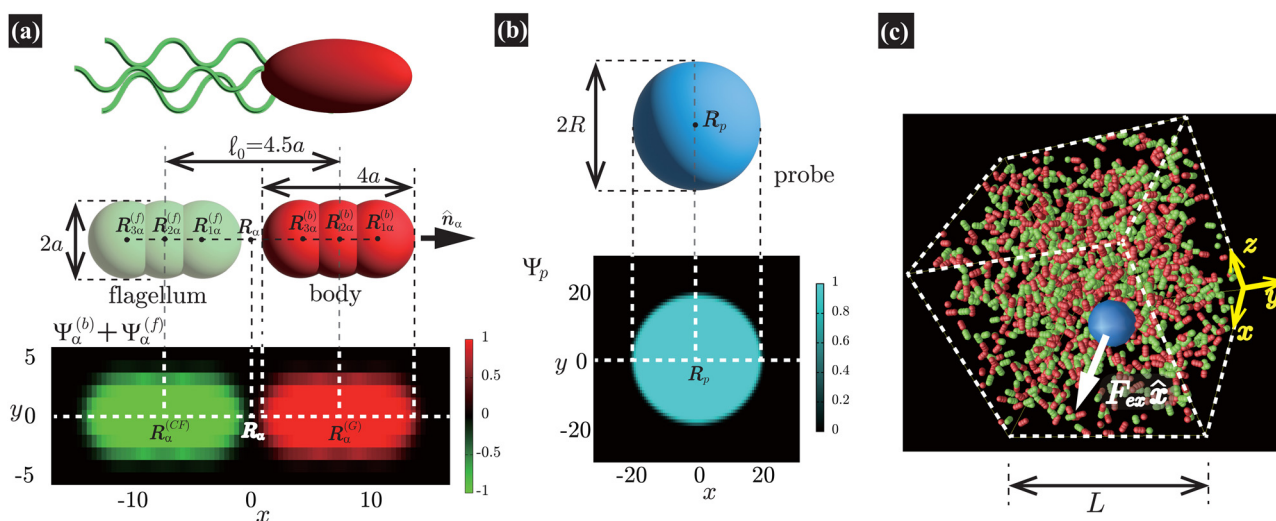 (a)
ℓ₀=4.5a
4a
2a
R₃α^(f) R₂α^(f) R₁α^(f) Rα R₃α^(b) R₂α^(b) R₁α^(b) n̂α
flagellum body
Ψα^(b) + Ψα^(f)
5
y 0
-5
Rα^(CF) Rα Rα^(G)
-10 0 10
x
1
0.5
0
-0.5
-1
(b)
2R
Rₚ
probe
Ψₚ
20
y 0
-20
Rₚ
-20 0 20
x
1
0.8
0.6
0.4
0.2
0
(c)
z
y
x
Fₑₓ x̂
L